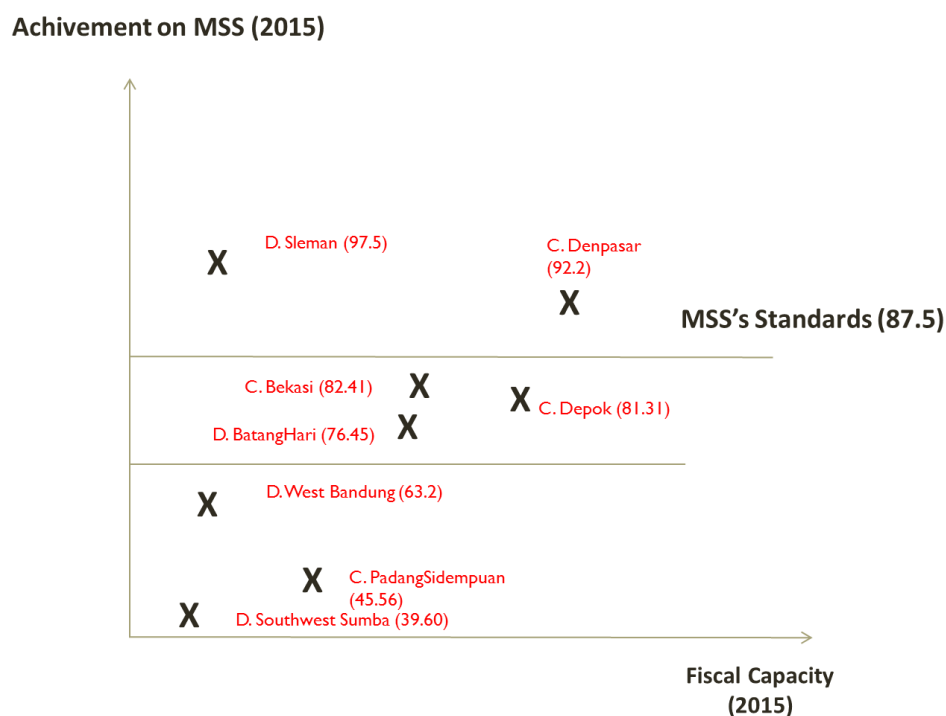 Achivement on MSS (2015)
D. Sleman (97.5)
X
C. Denpasar
(92.2)
X
MSS's Standards (87.5)
C. Bekasi (82.41)
X
X
C. Depok (81.31)
D. BatangHari (76.45)
X
D. West Bandung (63.2)
X
X
C. PadangSidempuan
(45.56)
X
D. Southwest Sumba (39.60)
Fiscal Capacity
(2015)